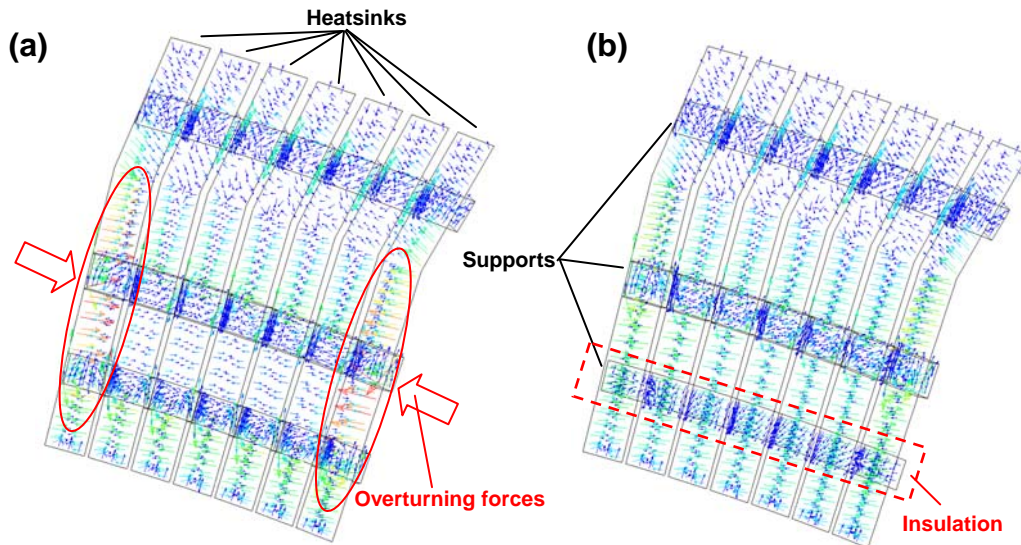 Heatsinks
(a)
(b)
Supports
Overturning forces
Insulation